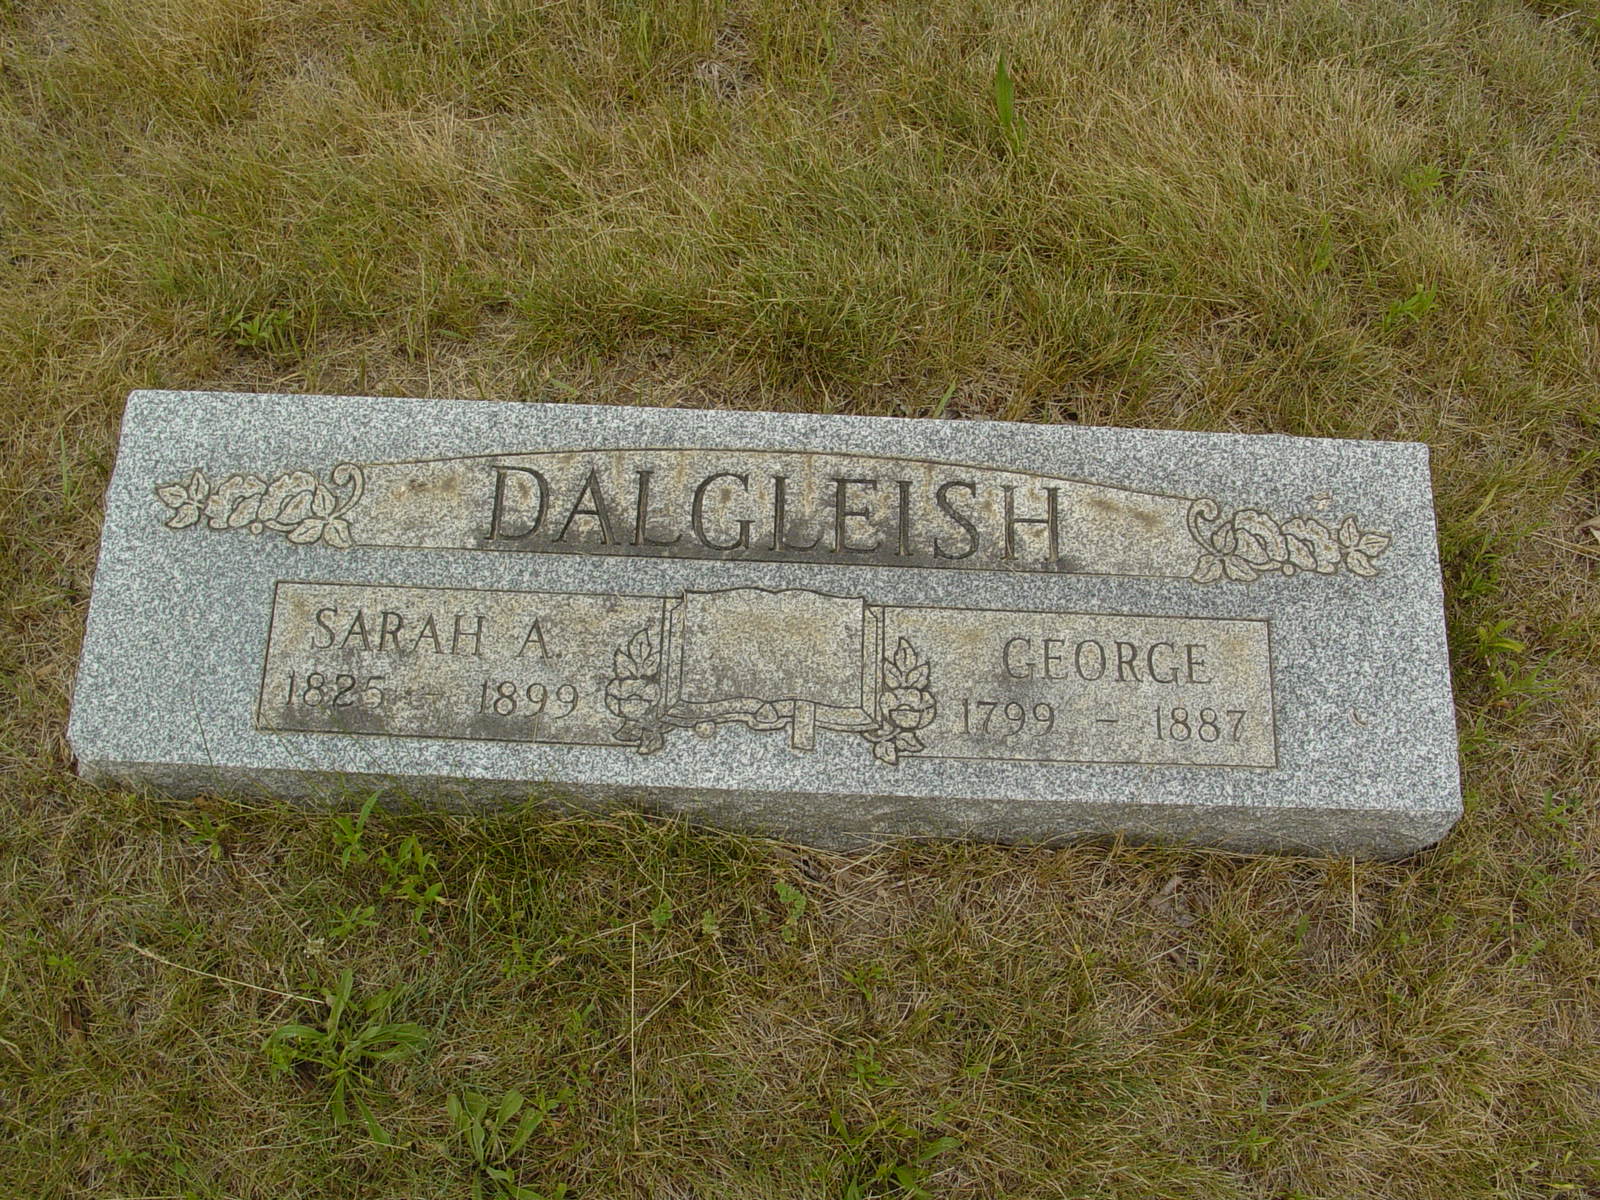 DALGLEISH
SARAH A.
1825 - 1899
GEORGE
1799 - 1887